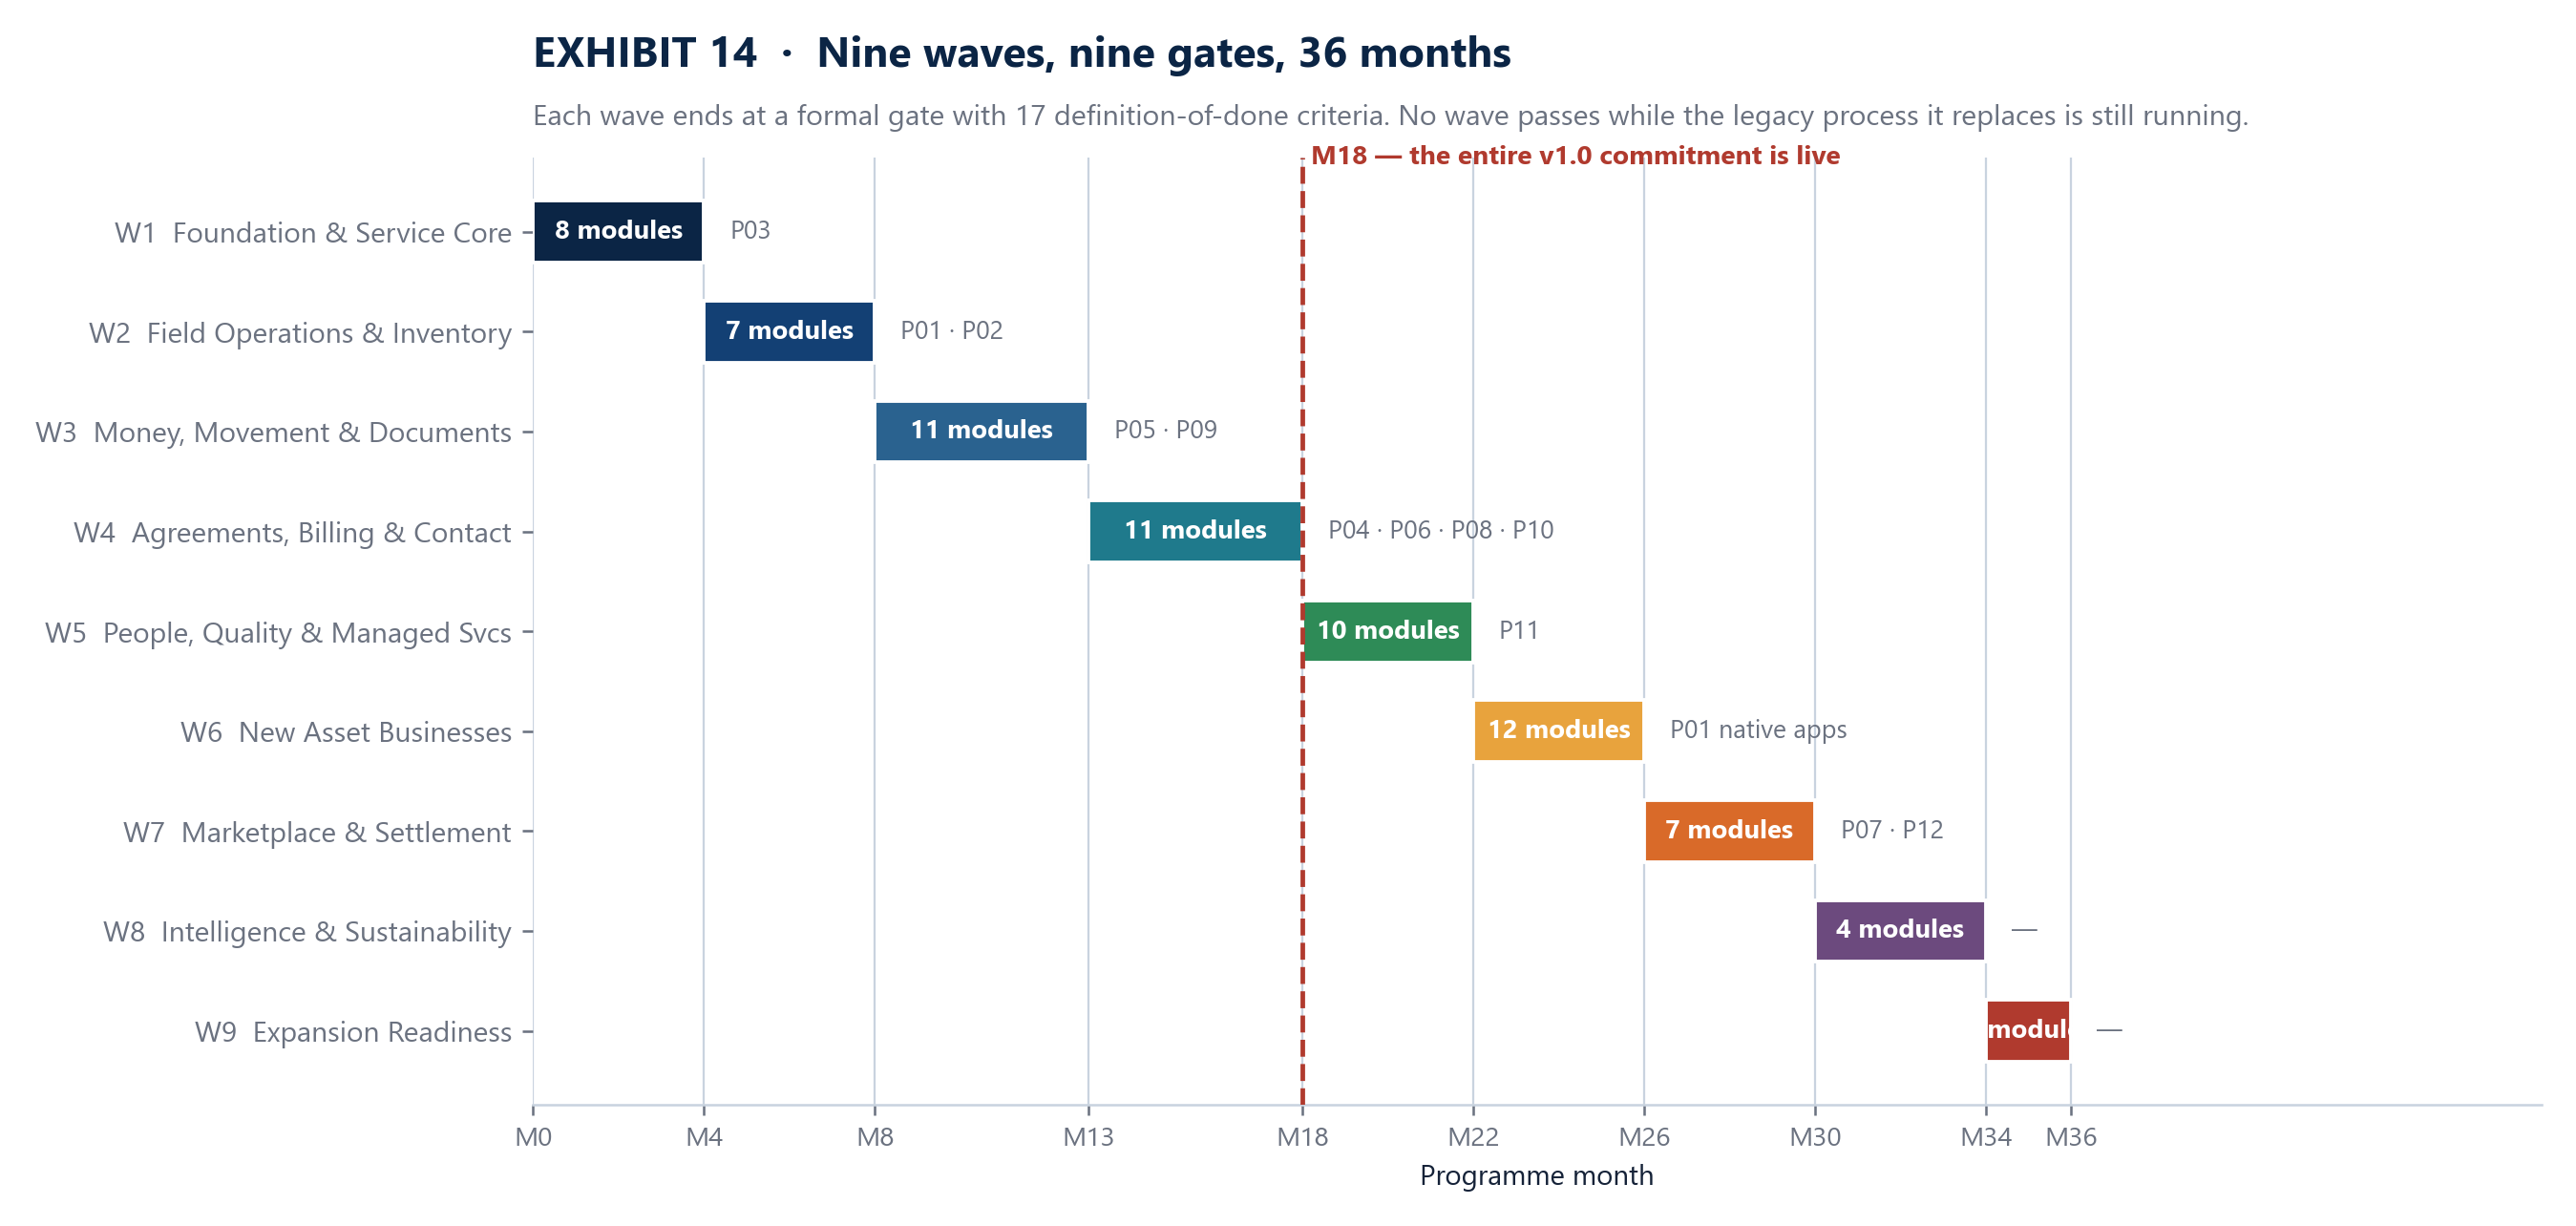 EXHIBIT 14 · Nine waves, nine gates, 36 months
Each wave ends at a formal gate with 17 definition-of-done criteria. No wave passes while the legacy process it replaces is still running.
M18 — the entire v1.0 commitment is live
W1 Foundation & Service Core
8 modules
P03
W2 Field Operations & Inventory
7 modules
P01 · P02
W3 Money, Movement & Documents
11 modules
P05 · P09
W4 Agreements, Billing & Contact
11 modules
P04 · P06 · P08 · P10
W5 People, Quality & Managed Svcs
10 modules
P11
W6 New Asset Businesses
12 modules
P01 native apps
W7 Marketplace & Settlement
7 modules
P07 · P12
W8 Intelligence & Sustainability
4 modules
—
W9 Expansion Readiness
—
M0 M4 M8 M13 M18 M22 M26 M30 M34 M36
Programme month